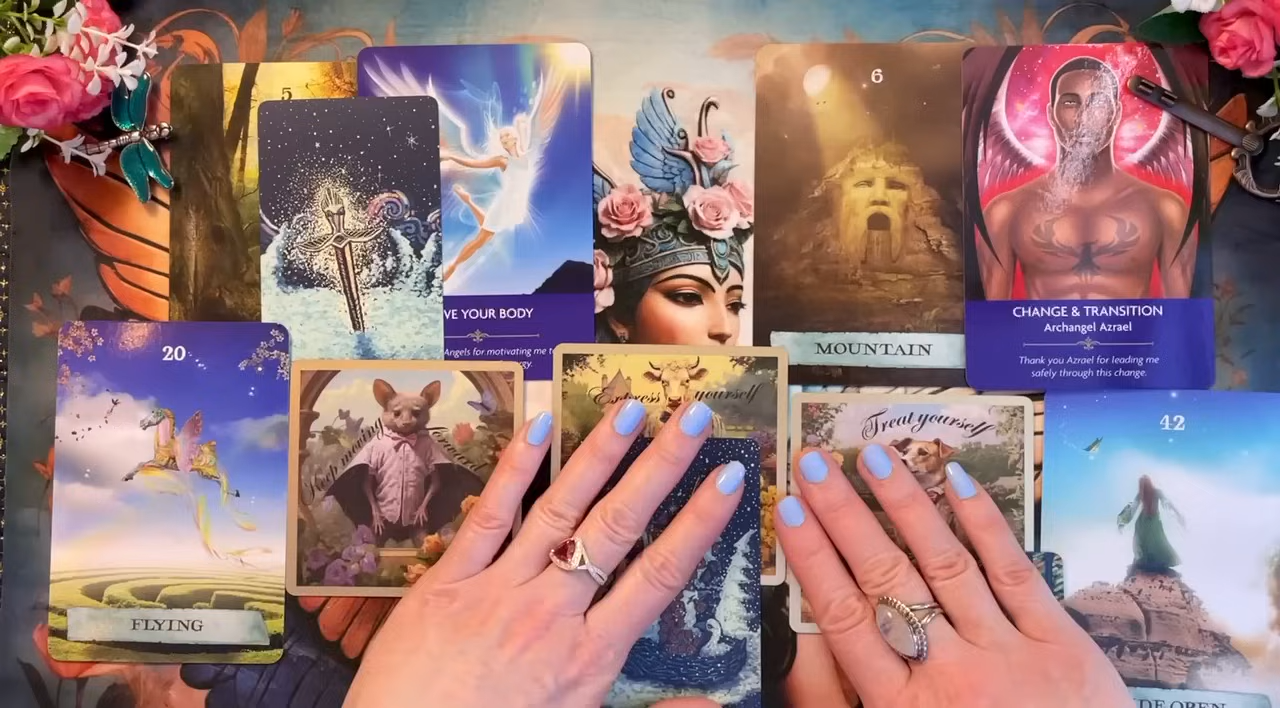 5
6
20
42
VE YOUR BODY
Angels for motivating me to
MOUNTAIN
CHANGE & TRANSITION
Archangel Azrael
Thank you Azrael for leading me
safely through this change.
Keep moving
forward
Express yourself
Treat yourself
FLYING
DE OPEN